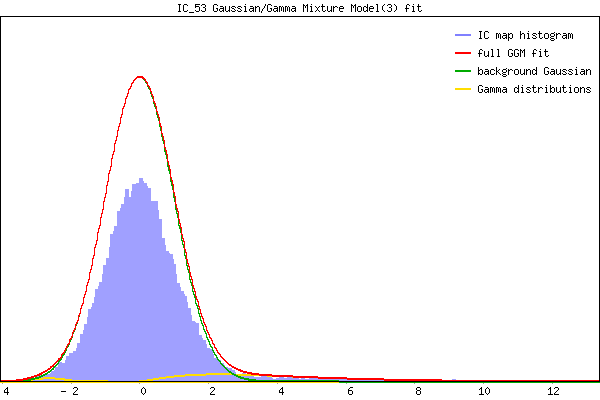 IC_53 Gaussian/Gamma Mixture Model(3) fit
IC map histogram
full GGM fit
background Gaussian
Gamma distributions
4 -2 0 2 4 6 8 10 12